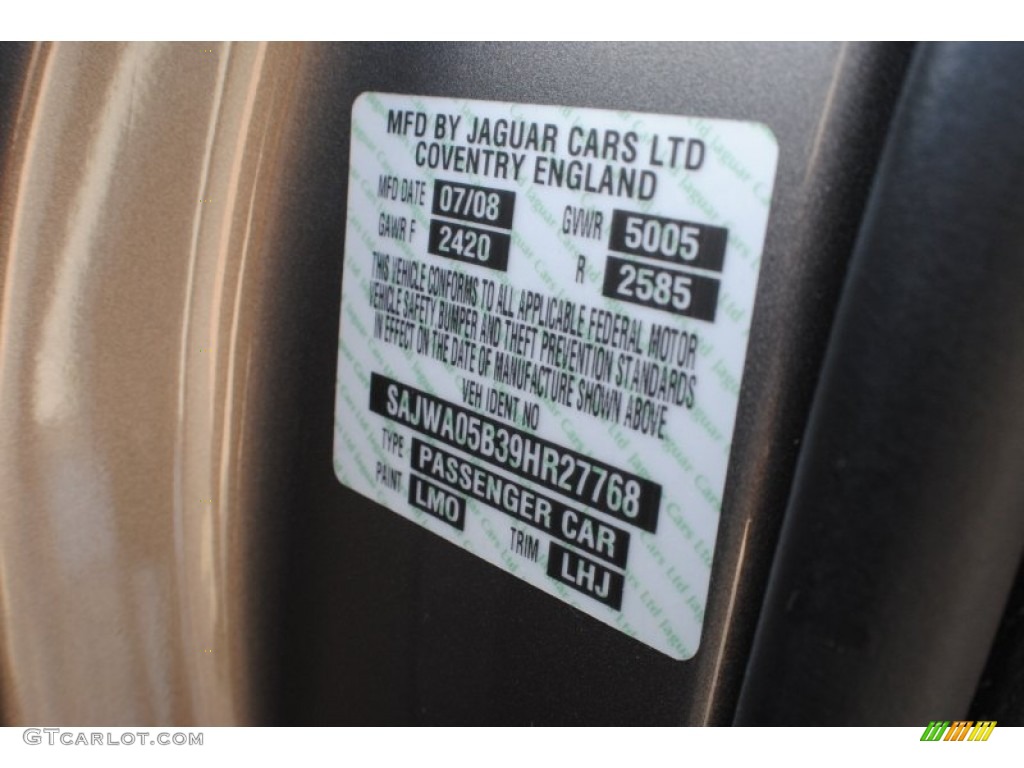 MFD BY JAGUAR CARS LTD
COVENTRY ENGLAND
MFD DATE 07/08 GVWR 5005
GAWR F 2420 R 2585
THIS VEHICLE CONFORMS TO ALL APPLICABLE FEDERAL MOTOR
VEHICLE SAFETY BUMPER AND THEFT PREVENTION STANDARDS
IN EFFECT ON THE DATE OF MANUFACTURE SHOWN ABOVE
VEH IDENT NO
SAJWA05B39HR27768
TYPE PASSENGER CAR
PAINT LMO TRIM LHJ
GTCarlot.com